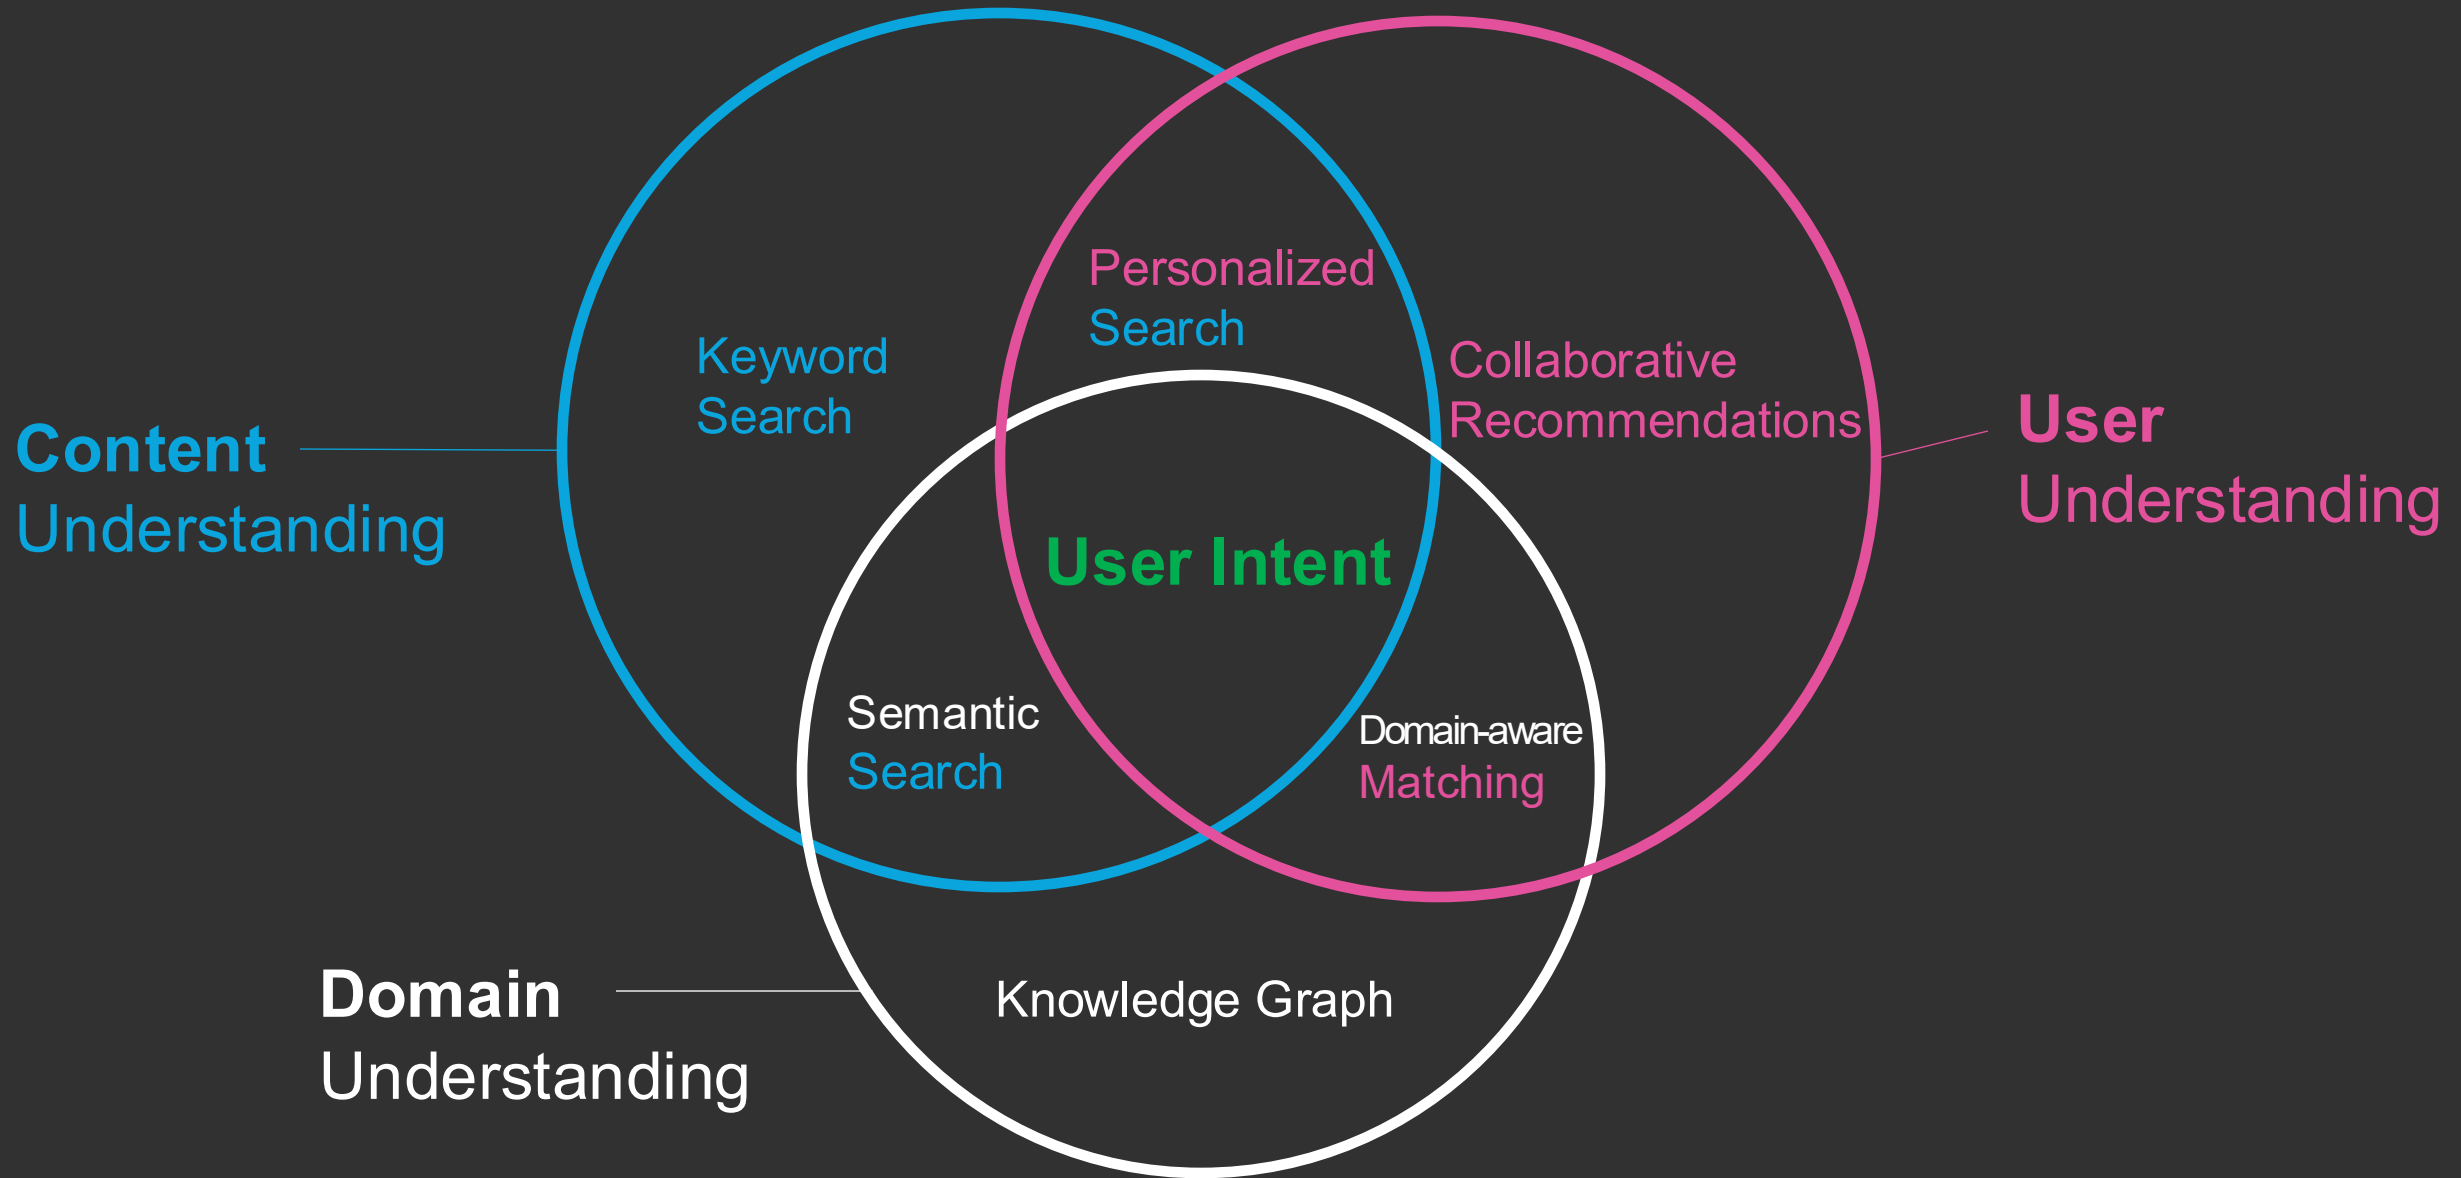 Personalized
Search
Keyword
Search
Collaborative
Recommendations
Content
Understanding
User
Understanding
User Intent
Semantic
Search
Domain-aware
Matching
Domain
Understanding
Knowledge Graph